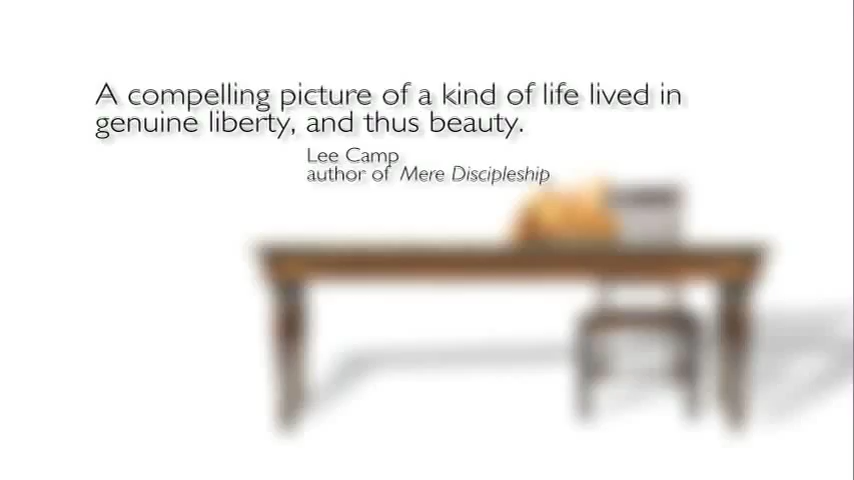 A compelling picture of a kind of life lived in
genuine liberty, and thus beauty.
Lee Camp
author of Mere Discipleship